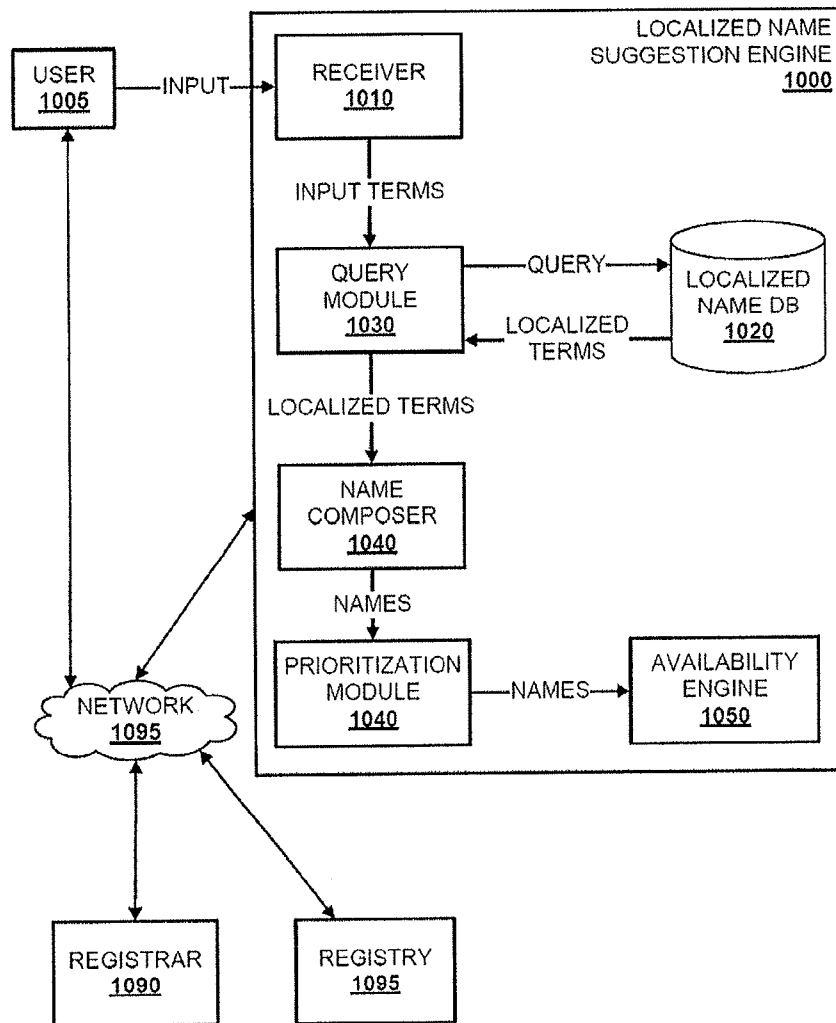 LOCALIZED NAME
SUGGESTION ENGINE
1000
USER
1005
INPUT
RECEIVER
1010
INPUT TERMS
QUERY
MODULE
1030
QUERY
LOCALIZED
TERMS
LOCALIZED
NAME DB
1020
LOCALIZED TERMS
NAME
COMPOSER
1040
NAMES
PRIORITIZATION
MODULE
1040
NAMES
AVAILABILITY
ENGINE
1050
NETWORK
1095
REGISTRAR
1090
REGISTRY
1095